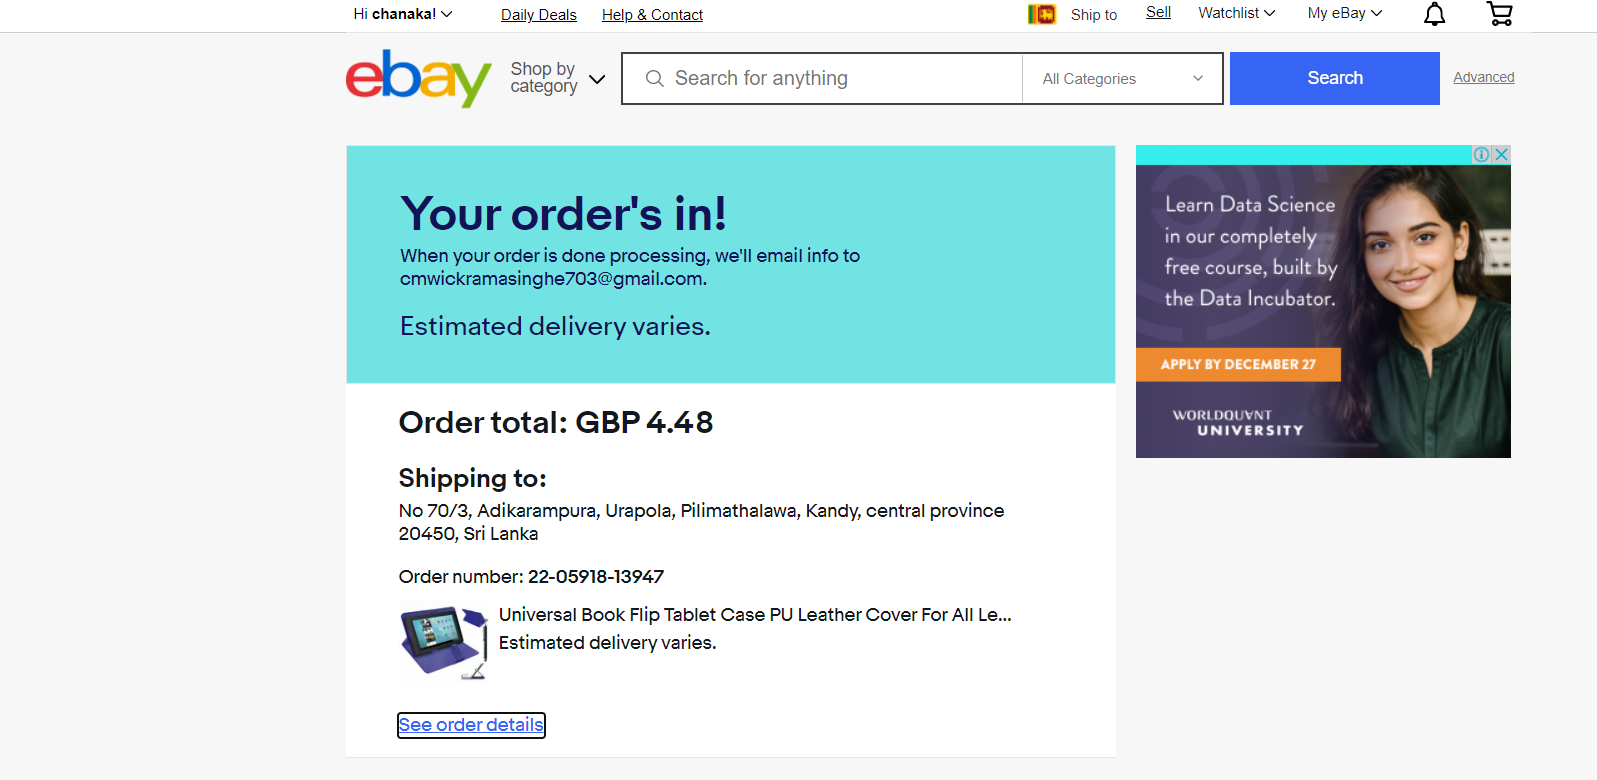 Hi chanaka!
Daily Deals
Help & Contact
Ship to
Sell
Watchlist
My eBay
ebay
Shop by
category
Search for anything
All Categories
Search
Advanced
Your order's in!
When your order is done processing, we'll email info to
cmwickramasinghe703@gmail.com.
Estimated delivery varies.
Order total: GBP 4.48
Shipping to:
No 70/3, Adikarampura, Urapola, Pilimathalawa, Kandy, central province
20450, Sri Lanka
Order number: 22-05918-13947
Universal Book Flip Tablet Case PU Leather Cover For All Le...
Estimated delivery varies.
See order details
Learn Data Science
in our completely
free course, built by
the Data Incubator.
APPLY BY DECEMBER 27
WORLDQUANT
UNIVERSITY